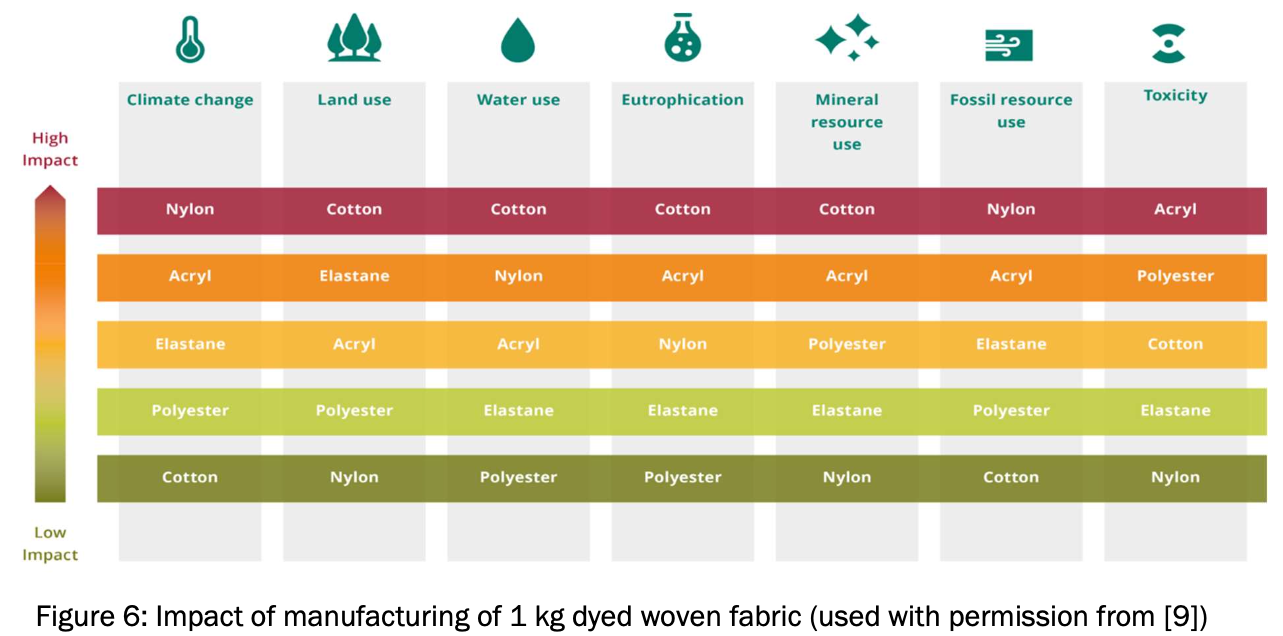 Climate change Land use Water use Eutrophication Mineral resource use Fossil resource use Toxicity
High
Impact
Nylon Cotton Cotton Cotton Cotton Nylon Acryl
Acryl Elastane Nylon Acryl Acryl Acryl Polyester
Elastane Acryl Acryl Nylon Polyester Elastane Cotton
Polyester Polyester Elastane Elastane Elastane Polyester Elastane
Cotton Nylon Polyester Polyester Nylon Cotton Nylon
Low
Impact
Figure 6: Impact of manufacturing of 1 kg dyed woven fabric (used with permission from [9])